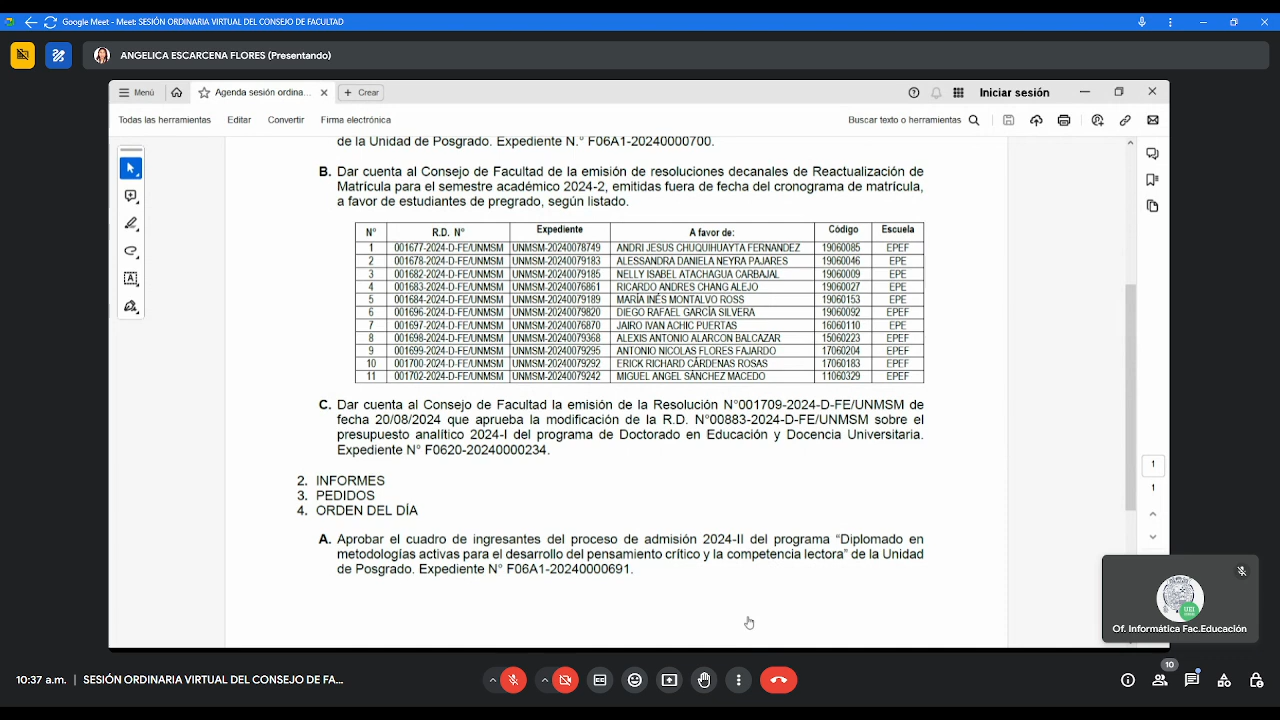 Google Meet - Meet: SESIÓN ORDINARIA VIRTUAL DEL CONSEJO DE FACULTAD
ANGELICA ESCARCENA FLORES (Presentando)
Menú
Agenda sesión ordina...
Crear
Iniciar sesión
Todas las herramientas Editar Convertir Firma electrónica
Buscar texto o herramientas
de la Unidad de Posgrado. Expediente N.° F06A1-20240000700.
B. Dar cuenta al Consejo de Facultad de la emisión de resoluciones decanales de Reactualización de
Matrícula para el semestre académico 2024-2, emitidas fuera de fecha del cronograma de matrícula,
a favor de estudiantes de pregrado, según listado.
N° R.D. N° Expediente A favor de: Código Escuela
1 001677-2024-D-FE/UNMSM UNMSM-20240078749 ANDRI JESUS CHUQUIHUAYTA FERNANDEZ 19060085 EPEF
2 001678-2024-D-FE/UNMSM UNMSM-20240079183 ALESSANDRA DANIELA NEYRA PAJARES 19060046 EPE
3 001682-2024-D-FE/UNMSM UNMSM-20240079185 NELLY ISABEL ATACHAGUA CARBAJAL 19060009 EPE
4 001683-2024-D-FE/UNMSM UNMSM-20240076861 RICARDO ANDRES CHANG ALEJO 19060027 EPE
5 001684-2024-D-FE/UNMSM UNMSM-20240079189 MARÍA INÉS MONTALVO ROSS 19060153 EPE
6 001696-2024-D-FE/UNMSM UNMSM-20240079820 DIEGO RAFAEL GARCÍA SILVERA 19060092 EPEF
7 001697-2024-D-FE/UNMSM UNMSM-20240076870 JAIRO IVAN ACHIC PUERTAS 16060110 EPE
8 001698-2024-D-FE/UNMSM UNMSM-20240079368 ALEXIS ANTONIO ALARCON BALCAZAR 15060223 EPEF
9 001699-2024-D-FE/UNMSM UNMSM-20240079295 ANTONIO NICOLAS FLORES FAJARDO 17060204 EPEF
10 001700-2024-D-FE/UNMSM UNMSM-20240079292 ERICK RICHARD CÁRDENAS ROSAS 17060183 EPEF
11 001702-2024-D-FE/UNMSM UNMSM-20240079242 MIGUEL ANGEL SÁNCHEZ MACEDO 11060329 EPEF
C. Dar cuenta al Consejo de Facultad la emisión de la Resolución N°001709-2024-D-FE/UNMSM de
fecha 20/08/2024 que aprueba la modificación de la R.D. N°00883-2024-D-FE/UNMSM sobre el
presupuesto analítico 2024-I del programa de Doctorado en Educación y Docencia Universitaria.
Expediente N° F0620-20240000234.
2. INFORMES
3. PEDIDOS
4. ORDEN DEL DÍA
A. Aprobar el cuadro de ingresantes del proceso de admisión 2024-II del programa “Diplomado en
metodologías activas para el desarrollo del pensamiento crítico y la competencia lectora” de la Unidad
de Posgrado. Expediente N° F06A1-20240000691.
1
1
Of. Informática Fac.Educación
10:37 a.m. | SESIÓN ORDINARIA VIRTUAL DEL CONSEJO DE FA...
10